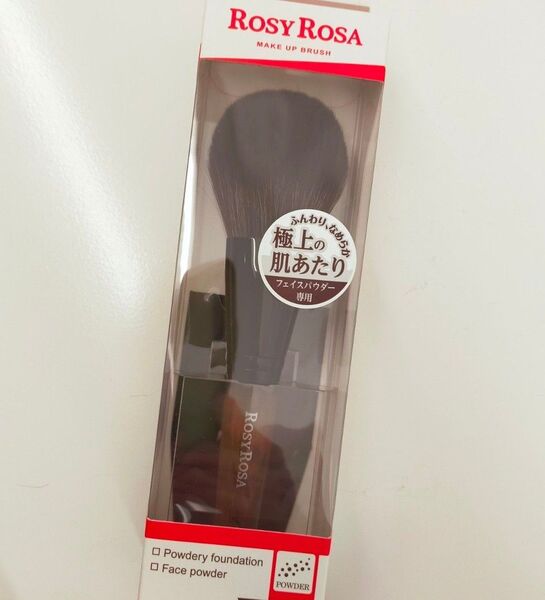 ROSY ROSA
MAKE UP BRUSH
ふんわり、なめらか
極上の
肌あたり
フェイスパウダー
専用
ROSY ROSA
□ Powdery foundation
□ Face powder
POWDER